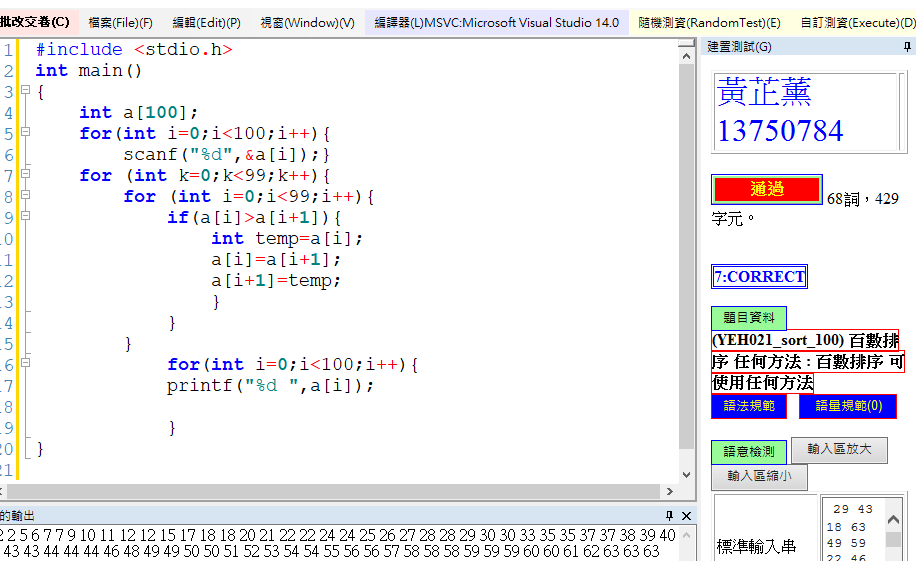 批改交卷(C) 檔案(File)(F) 編輯(Edit)(P) 視窗(Window)(V) 編譯器(L)MSVC:Microsoft Visual Studio 14.0 隨機測資(RandomTest)(E) 自訂測資(Execute)(D)
1 #include <stdio.h>
2 int main()
3 {
4 int a[100];
5 for(int i=0;i<100;i++){
6 scanf("%d",&a[i]);}
7 for (int k=0;k<99;k++){
8 for (int i=0;i<99;i++){
9 if(a[i]>a[i+1]){
0 int temp=a[i];
1 a[i]=a[i+1];
2 a[i+1]=temp;
3 }
4 }
5 }
6 for(int i=0;i<100;i++){
7 printf("%d ",a[i]);
8
9 }
20 }
21
的輸出
2 2 5 6 7 7 9 10 11 12 12 12 15 17 18 18 19 20 21 22 24 25 25 26 27 28 28 29 30 30 33 35 37 37 38 39 40
43 43 44 44 44 46 48 49 49 50 50 51 52 53 54 54 55 56 56 57 58 58 58 59 59 59 60 60 61 62 63 63 63
建置測試(G)
黃芷薰
13750784
通過 68詞，429
字元。
7:CORRECT
題目資料
(YEH021_sort_100) 百數排
序 任何方法 : 百數排序 可
使用任何方法
語法規範 語量規範(0)
語意檢測 輸入區放大
輸入區縮小
標準輸入串
29 43
18 63
49 59
22 46